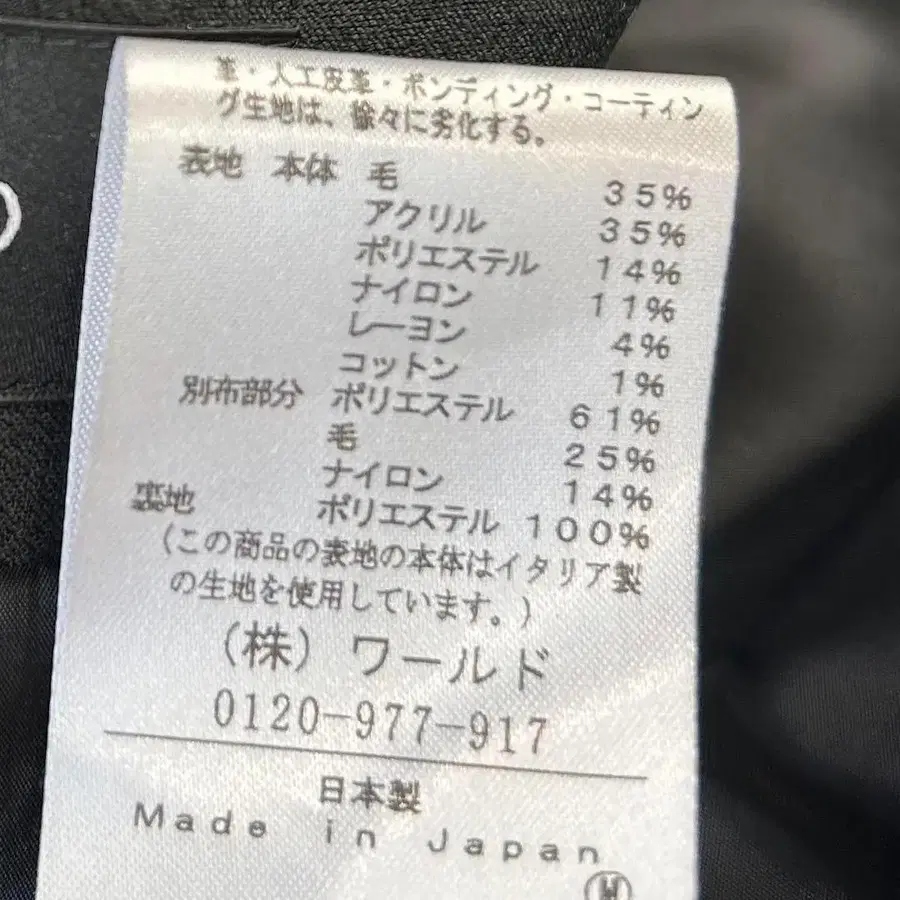 革・人工皮革・ボンディング・コーティン
グ生地は、徐々に劣化する。
表地 本体 毛 35%
アクリル 35%
ポリエステル 14%
ナイロン 11%
レーヨン 4%
コットン 1%
別布部分 ポリエステル 61%
毛 25%
ナイロン 14%
裏地 ポリエステル 100%
(この商品の表地の本体はイタリア製
の生地を使用しています。)
(株) ワールド
0120-977-917
日本製
Made in Japan
W